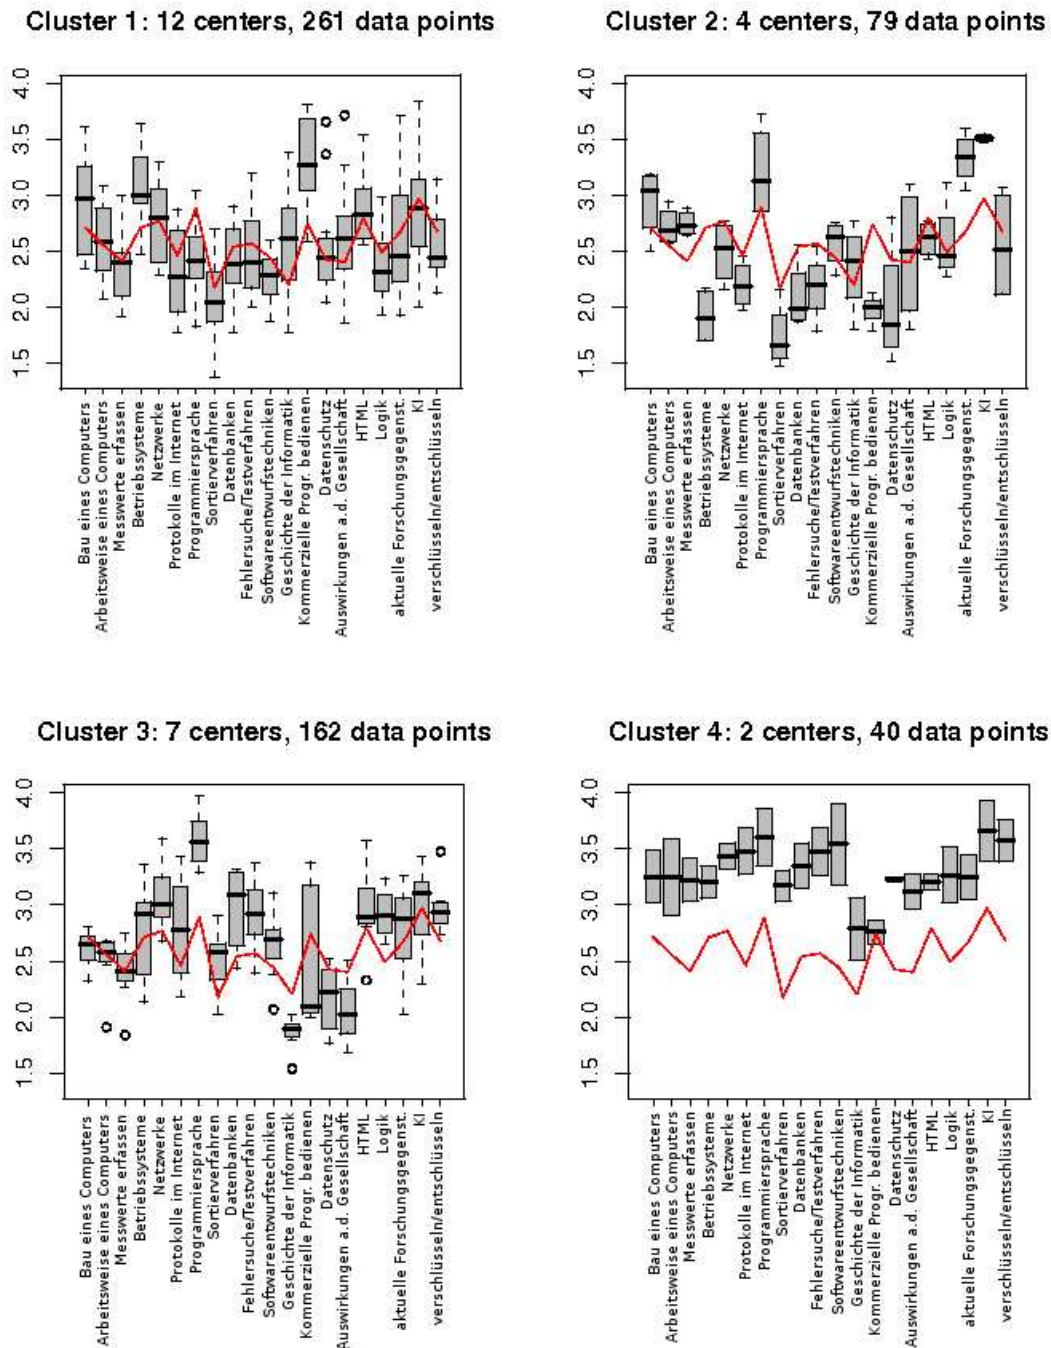 Cluster 1: 12 centers, 261 data points
4.0
3.5
3.0
2.5
2.0
1.5
Bau eines Computers
Arbeitsweise eines Computers
Messwerte erfassen
Betriebssysteme
Netzwerke
Protokolle im Internet
Programmiersprache
Sortierverfahren
Datenbanken
Fehlersuche/Testverfahren
Softwareentwurfstechniken
Geschichte der Informatik
Kommerzielle Progr. bedienen
Datenschutz
Auswirkungen a.d. Gesellschaft
HTML
Logik
aktuelle Forschungsgegenst.
KI
verschlüsseln/entschlüsseln
Cluster 2: 4 centers, 79 data points
4.0
3.5
3.0
2.5
2.0
1.5
Bau eines Computers
Arbeitsweise eines Computers
Messwerte erfassen
Betriebssysteme
Netzwerke
Protokolle im Internet
Programmiersprache
Sortierverfahren
Datenbanken
Fehlersuche/Testverfahren
Softwareentwurfstechniken
Geschichte der Informatik
Kommerzielle Progr. bedienen
Datenschutz
Auswirkungen a.d. Gesellschaft
HTML
Logik
aktuelle Forschungsgegenst.
KI
verschlüsseln/entschlüsseln
Cluster 3: 7 centers, 162 data points
4.0
3.5
3.0
2.5
2.0
1.5
Bau eines Computers
Arbeitsweise eines Computers
Messwerte erfassen
Betriebssysteme
Netzwerke
Protokolle im Internet
Programmiersprache
Sortierverfahren
Datenbanken
Fehlersuche/Testverfahren
Softwareentwurfstechniken
Geschichte der Informatik
Kommerzielle Progr. bedienen
Datenschutz
Auswirkungen a.d. Gesellschaft
HTML
Logik
aktuelle Forschungsgegenst.
KI
verschlüsseln/entschlüsseln
Cluster 4: 2 centers, 40 data points
4.0
3.5
3.0
2.5
2.0
1.5
Bau eines Computers
Arbeitsweise eines Computers
Messwerte erfassen
Betriebssysteme
Netzwerke
Protokolle im Internet
Programmiersprache
Sortierverfahren
Datenbanken
Fehlersuche/Testverfahren
Softwareentwurfstechniken
Geschichte der Informatik
Kommerzielle Progr. bedienen
Datenschutz
Auswirkungen a.d. Gesellschaft
HTML
Logik
aktuelle Forschungsgegenst.
KI
verschlüsseln/entschlüsseln